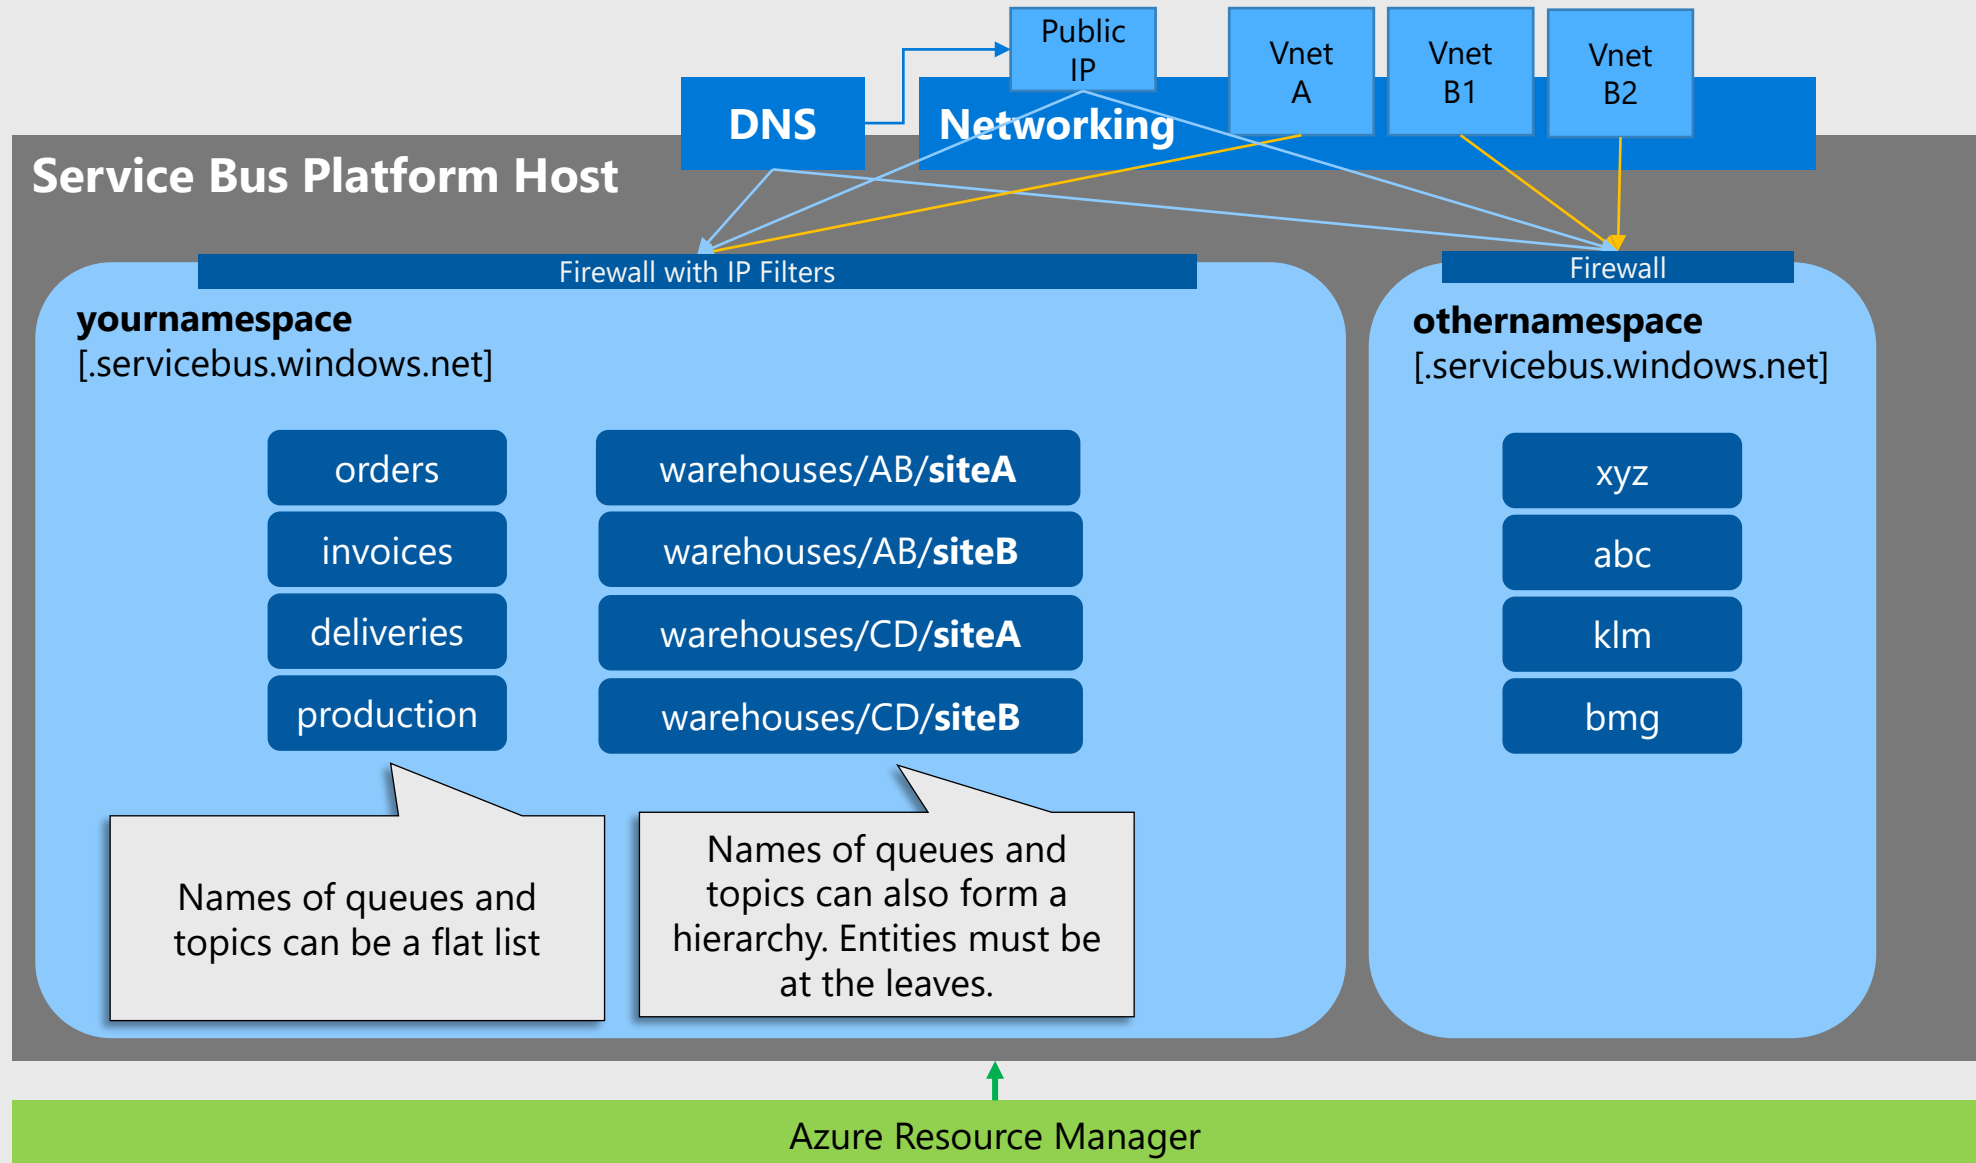 Public
IP
Vnet
A
Vnet
B1
Vnet
B2
DNS
Networking
Service Bus Platform Host
Firewall with IP Filters
yournamespace
[.servicebus.windows.net]
orders
invoices
deliveries
production
warehouses/AB/siteA
warehouses/AB/siteB
warehouses/CD/siteA
warehouses/CD/siteB
Names of queues and
topics can be a flat list
Names of queues and
topics can also form a
hierarchy. Entities must be
at the leaves.
Firewall
othernamespace
[.servicebus.windows.net]
xyz
abc
klm
bmg
Azure Resource Manager